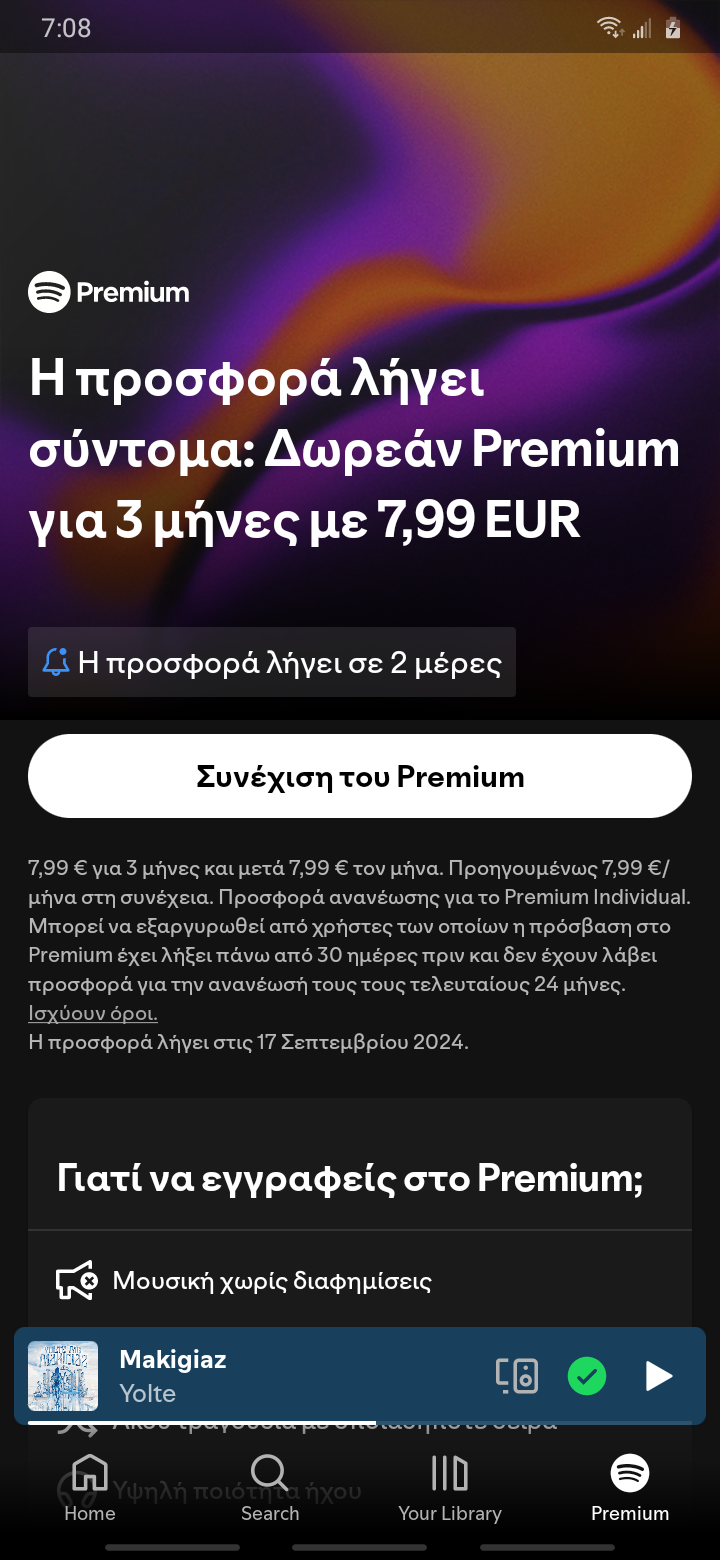 7:08
Premium
Η προσφορά λήγει
σύντομα: Δωρεάν Premium
για 3 μήνες με 7,99 EUR
Η προσφορά λήγει σε 2 μέρες
Συνέχιση του Premium
7,99 € για 3 μήνες και μετά 7,99 € τον μήνα. Προηγουμένως 7,99 €/
μήνα στη συνέχεια. Προσφορά ανανέωσης για το Premium Individual.
Μπορεί να εξαργυρωθεί από χρήστες των οποίων η πρόσβαση στο
Premium έχει λήξει πάνω από 30 ημέρες πριν και δεν έχουν λάβει
προσφορά για την ανανέωσή τους τους τελευταίους 24 μήνες.
Ισχύουν όροι.
Η προσφορά λήγει στις 17 Σεπτεμβρίου 2024.
Γιατί να εγγραφείς στο Premium;
Μουσική χωρίς διαφημίσεις
Makigiaz
Yolte
Υψηλή ποιότητα ήχου
Home
Search
Your Library
Premium